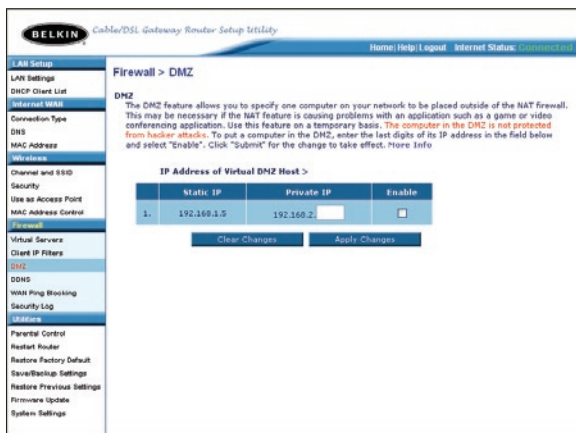 BELKIN Cable/DSL Gateway Router Setup Utility
Home| Help| Logout Internet Status: Connected
LAN Setup
LAN Settings
DHCP Client List
Internet WAN
Connection Type
DNS
MAC Address
Wireless
Channel and SSID
Security
Use as Access Point
MAC Address Control
Firewall
Virtual Servers
Client IP Filters
DMZ
DDNS
WAN Ping Blocking
Security Log
Utilities
Parental Control
Restart Router
Restore Factory Default
Save/Backup Settings
Restore Previous Settings
Firmware Update
System Settings
Firewall > DMZ
DMZ
The DMZ feature allows you to specify one computer on your network to be placed outside of the NAT firewall.
This may be necessary if the NAT feature is causing problems with an application such as a game or video
conferencing application. Use this feature on a temporary basis. The computer in the DMZ is not protected
from hacker attacks. To put a computer in the DMZ, enter the last digits of its IP address in the field below
and select "Enable". Click "Submit" for the change to take effect. More Info
IP Address of Virtual DMZ Host >
Static IP Private IP Enable
1. 192.168.1.5 192.168.2.
Clear Changes Apply Changes